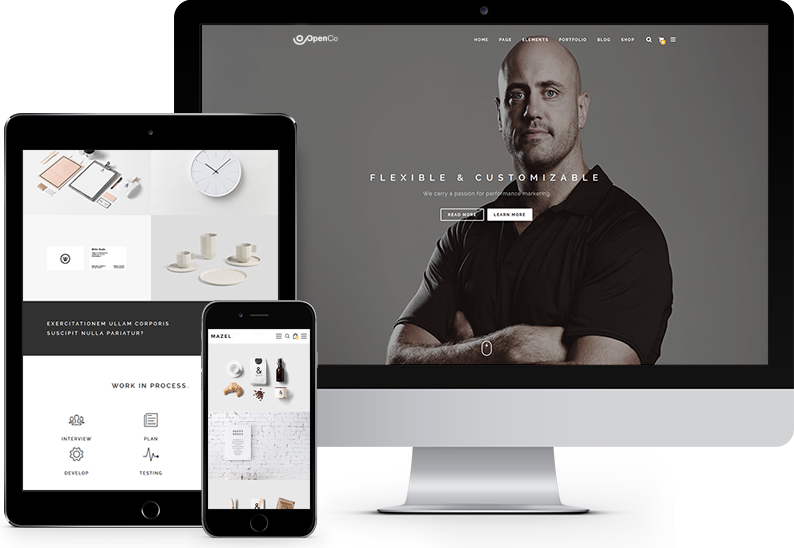 OpenCo
HOME PAGE ELEMENTS PORTFOLIO BLOG SHOP
FLEXIBLE & CUSTOMIZABLE
We carry a passion for performance marketing
READ MORE LEARN MORE
EXERCITATIONEM ULLAM CORPORIS
SUSCIPIT NULLA PARIATUR?
WORK IN PROCESS.
INTERVIEW PLAN
DEVELOP TESTING
MAZEL
&
&